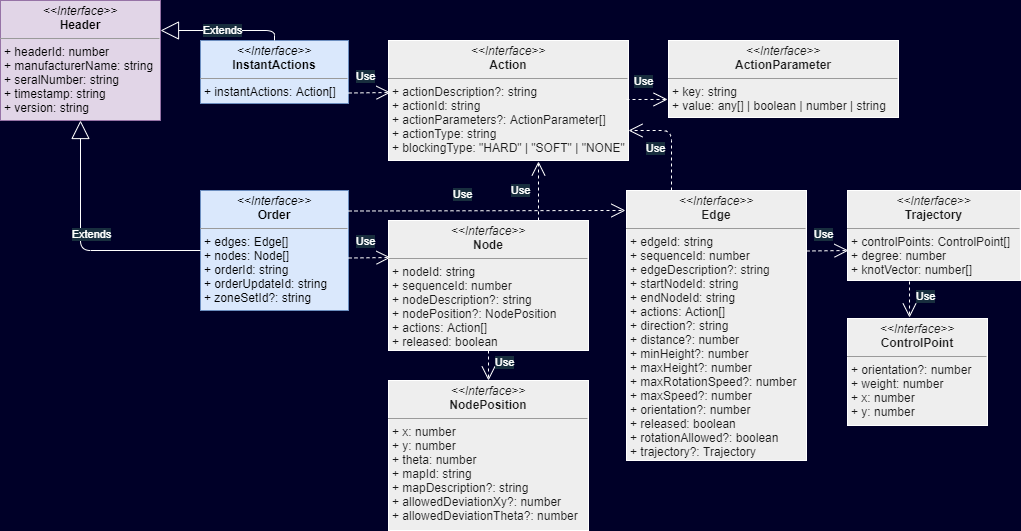 <<Interface>>
Header
+ headerId: number
+ manufacturerName: string
+ seralNumber: string
+ timestamp: string
+ version: string
Extends
<<Interface>>
InstantActions
+ instantActions: Action[]
Use
<<Interface>>
Action
+ actionDescription?: string
+ actionId: string
+ actionParameters?: ActionParameter[]
+ actionType: string
+ blockingType: "HARD" | "SOFT" | "NONE"
Use
<<Interface>>
ActionParameter
+ key: string
+ value: any[] | boolean | number | string
Use
Use
Use
Extends
<<Interface>>
Order
+ edges: Edge[]
+ nodes: Node[]
+ orderId: string
+ orderUpdateId: string
+ zoneSetId?: string
Use
<<Interface>>
Node
+ nodeId: string
+ sequenceId: number
+ nodeDescription?: string
+ nodePosition?: NodePosition
+ actions: Action[]
+ released: boolean
Use
<<Interface>>
NodePosition
+ x: number
+ y: number
+ theta: number
+ mapId: string
+ mapDescription?: string
+ allowedDeviationXy?: number
+ allowedDeviationTheta?: number
<<Interface>>
Edge
+ edgeId: string
+ sequenceId: number
+ edgeDescription?: string
+ startNodeId: string
+ endNodeId: string
+ actions: Action[]
+ direction?: string
+ distance?: number
+ minHeight?: number
+ maxHeight?: number
+ maxRotationSpeed?: number
+ maxSpeed?: number
+ orientation?: number
+ released: boolean
+ rotationAllowed?: boolean
+ trajectory?: Trajectory
Use
<<Interface>>
Trajectory
+ controlPoints: ControlPoint[]
+ degree: number
+ knotVector: number[]
Use
<<Interface>>
ControlPoint
+ orientation?: number
+ weight: number
+ x: number
+ y: number